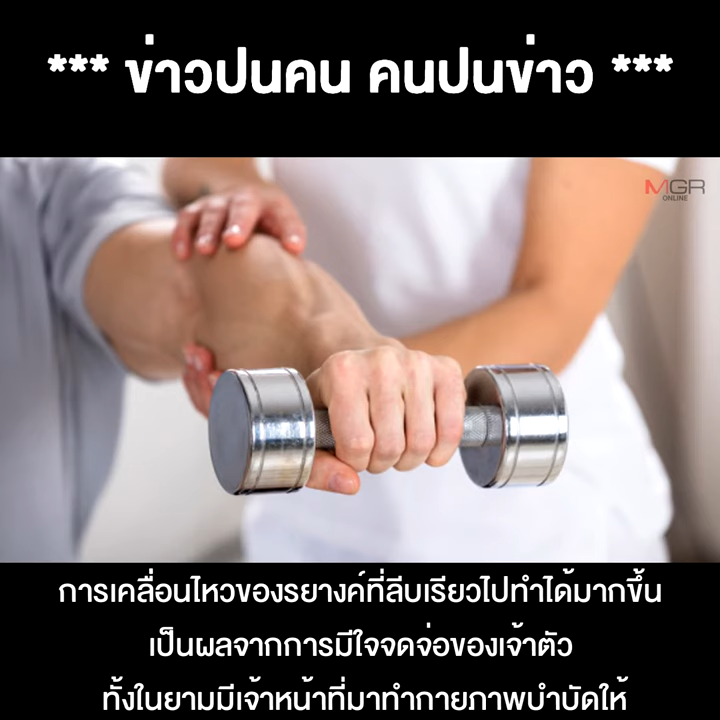 *** ข่าวปนคน คนปนข่าว ***
MGR
ONLINE
การเคลื่อนไหวของรยางค์ที่ลีบเรียวไปทำได้มากขึ้น
เป็นผลจากการมีใจจดจ่อของเจ้าตัว
ทั้งในยามมีเจ้าหน้าที่มาทำกายภาพบำบัดให้